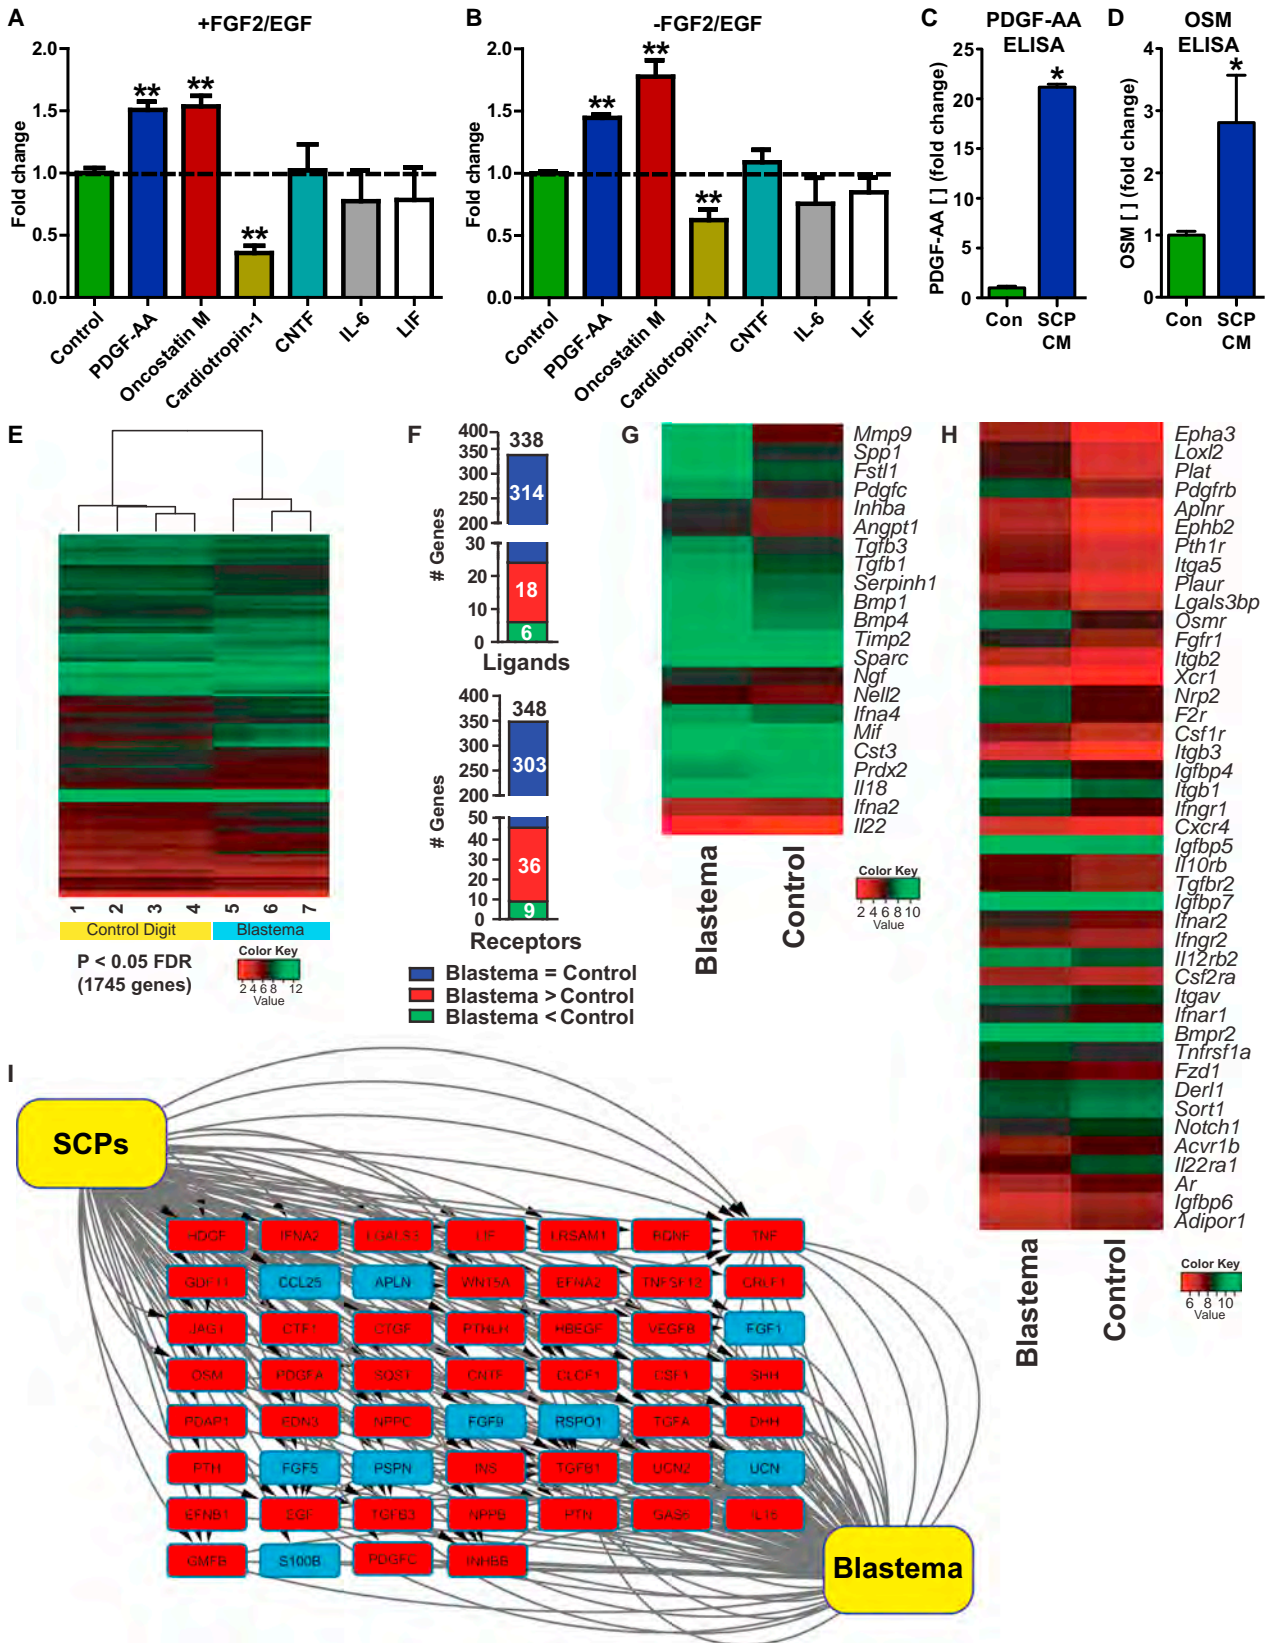 A
+FGF2/EGF
Fold change
2.0
1.5
1.0
0.5
0.0
** ** **
Control
PDGF-AA
Oncostatin M
Cardiotropin-1
CNTF
IL-6
LIF
B
-FGF2/EGF
Fold change
2.0
1.5
1.0
0.5
0.0
** ** **
Control
PDGF-AA
Oncostatin M
Cardiotropin-1
CNTF
IL-6
LIF
C
PDGF-AA
ELISA
PDGF-AA [ ] (fold change)
25
20
15
10
5
0
*
Con
SCP
CM
D
OSM
ELISA
OSM [ ] (fold change)
4
3
2
1
0
*
Con
SCP
CM
E
1 2 3 4 5 6 7
Control Digit
Blastema
P < 0.05 FDR
(1745 genes)
Color Key
2 4 6 8 12
Value
F
# Genes
400
350
300
250
200
30
20
10
0
338
314
18
6
Ligands
# Genes
400
350
300
250
200
50
40
30
20
10
0
348
303
36
9
Receptors
Blastema = Control
Blastema > Control
Blastema < Control
G
Mmp9
Spp1
Fstl1
Pdgfc
Inhba
Angpt1
Tgfb3
Tgfb1
Serpinh1
Bmp1
Bmp4
Timp2
Sparc
Ngf
Nell2
Ifna4
Mif
Cst3
Prdx2
Il18
Ifna2
Il22
Blastema
Control
Color Key
2 4 6 8 10
Value
H
Epha3
Loxl2
Plat
Pdgfrb
Aplnr
Ephb2
Pth1r
Itga5
Plaur
Lgals3bp
Osmr
Fgfr1
Itgb2
Xcr1
Nrp2
F2r
Csf1r
Itgb3
Igfbp4
Itgb1
Ifngr1
Cxcr4
Igfbp5
Il10rb
Tgfbr2
Igfbp7
Ifnar2
Ifngr2
Il12rb2
Csf2ra
Itgav
Ifnar1
Bmpr2
Tnfrsf1a
Fzd1
Derl1
Sort1
Notch1
Acvr1b
Il22ra1
Ar
Igfbp6
Adipor1
Blastema
Control
Color Key
6 8 10
Value
I
SCPs
HDGF IFNA2 LGALS3 LIF LRSAM1 BDNF TNF
GDF11 CCL25 APLN WNT5A EFNA2 TNFSF12 CRLF1
JAG1 CTF1 CTGF PTHLH HBEGF VEGFB FGF1
OSM PDGFA SOST CNTF CLCF1 CSF1 SHH
PDAP1 EDN3 NPPC FGF9 RSPO1 TGFA DHH
PTH FGF5 PSPN INS TGFB1 UCN2 UCN
EFNB1 EGF TGFB3 NPPB PTN GAS6
GMFB S100B PDGFC INHBB
Blastema